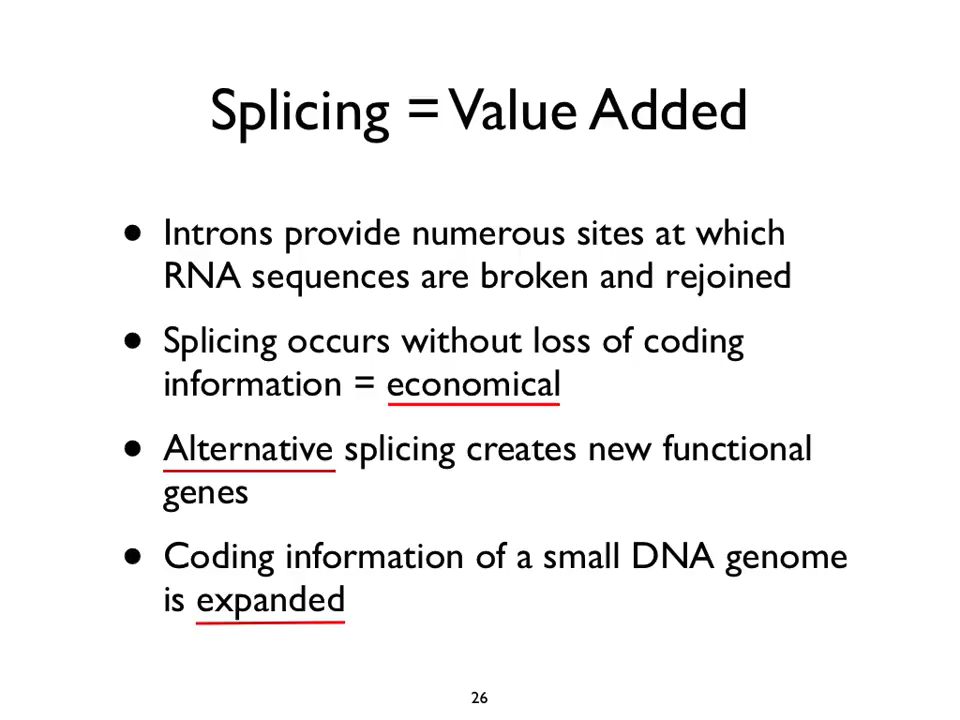 Splicing = Value Added
• Introns provide numerous sites at which
RNA sequences are broken and rejoined
• Splicing occurs without loss of coding
information = economical
• Alternative splicing creates new functional
genes
• Coding information of a small DNA genome
is expanded
26